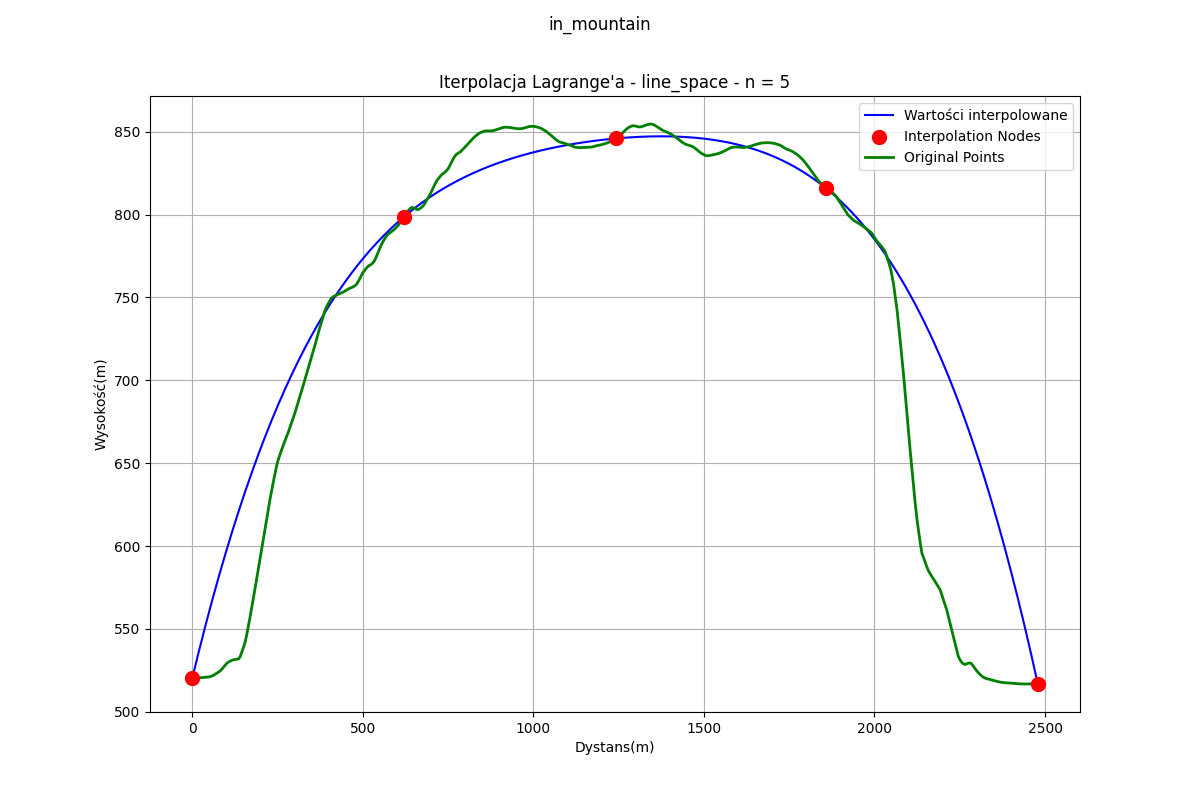 in_mountain
Iterpolacja Lagrange'a - line_space - n = 5
Wartości interpolowane
Interpolation Nodes
Original Points
Wysokość(m)
850
800
750
700
650
600
550
500
0
500
1000
1500
2000
2500
Dystans(m)